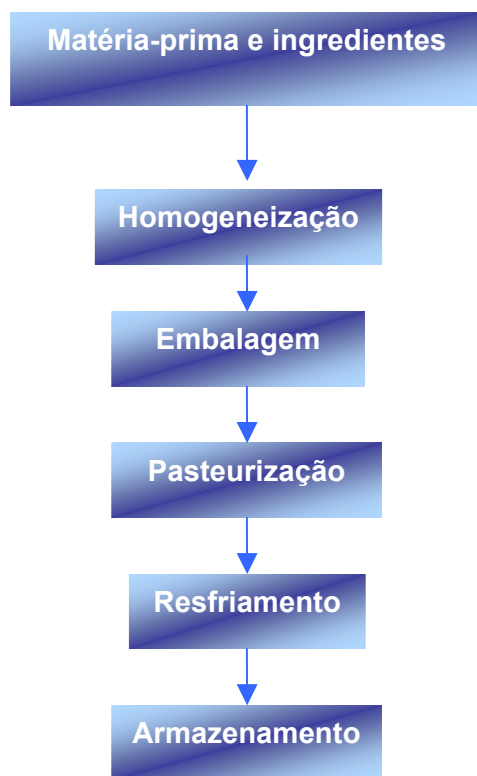 Matéria-prima e ingredientes
Homogeneização
Embalagem
Pasteurização
Resfriamento
Armazenamento